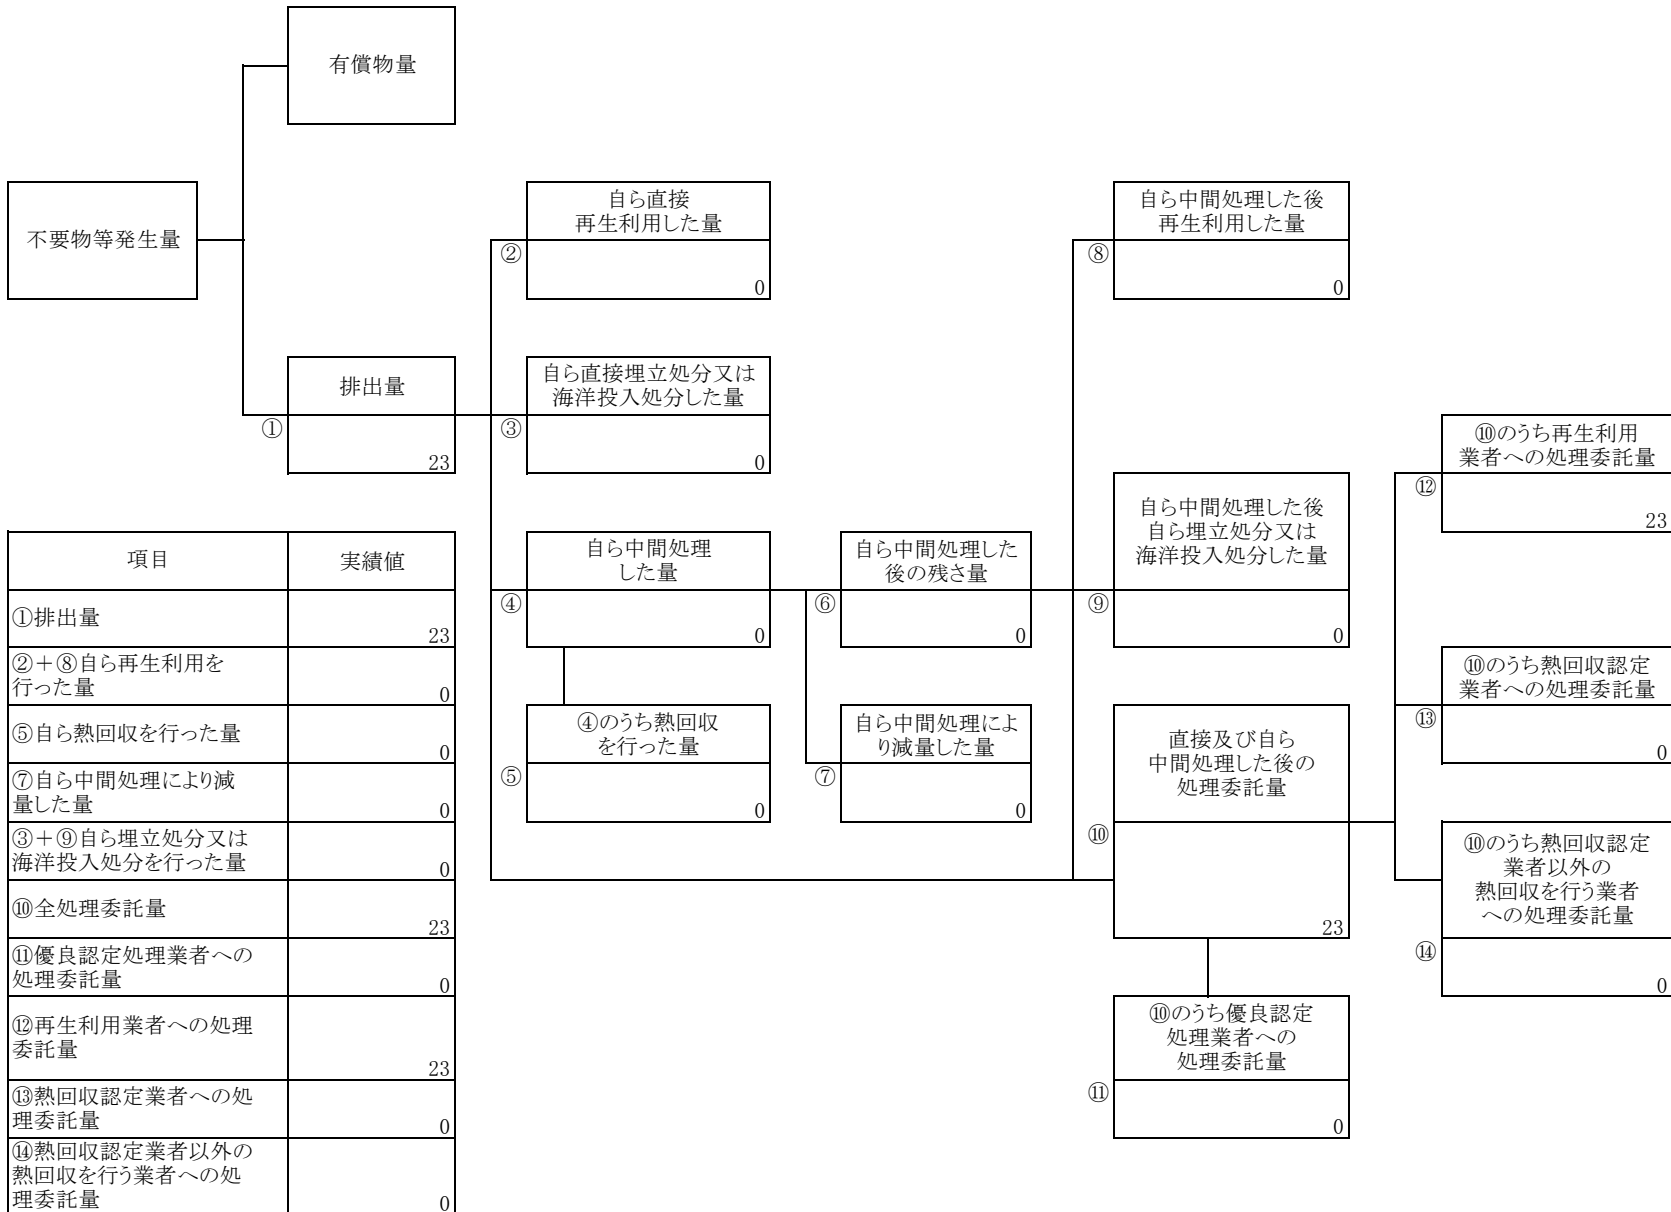 有償物量
不要物等発生量
排出量
①
23
自ら直接
再生利用した量
②
0
自ら直接埋立処分又は
海洋投入処分した量
③
0
自ら中間処理
した量
④
0
④のうち熱回収
を行った量
⑤
0
自ら中間処理した
後の残さ量
⑥
0
自ら中間処理によ
り減量した量
⑦
0
自ら中間処理した後
再生利用した量
⑧
0
自ら中間処理した後
自ら埋立処分又は
海洋投入処分した量
⑨
0
直接及び自ら
中間処理した後の
処理委託量
⑩
23
⑩のうち優良認定
処理業者への
処理委託量
⑪
0
⑩のうち再生利用
業者への処理委託量
⑫
23
⑩のうち熱回収認定
業者への処理委託量
⑬
0
⑩のうち熱回収認定
業者以外の
熱回収を行う業者
への処理委託量
⑭
0
項目 実績値
①排出量
23
②＋⑧自ら再生利用を
行った量
0
⑤自ら熱回収を行った量
0
⑦自ら中間処理により減
量した量
0
③＋⑨自ら埋立処分又は
海洋投入処分を行った量
0
⑩全処理委託量
23
⑪優良認定処理業者への
処理委託量
0
⑫再生利用業者への処理
委託量
23
⑬熱回収認定業者への処
理委託量
0
⑭熱回収認定業者以外の
熱回収を行う業者への処
理委託量
0